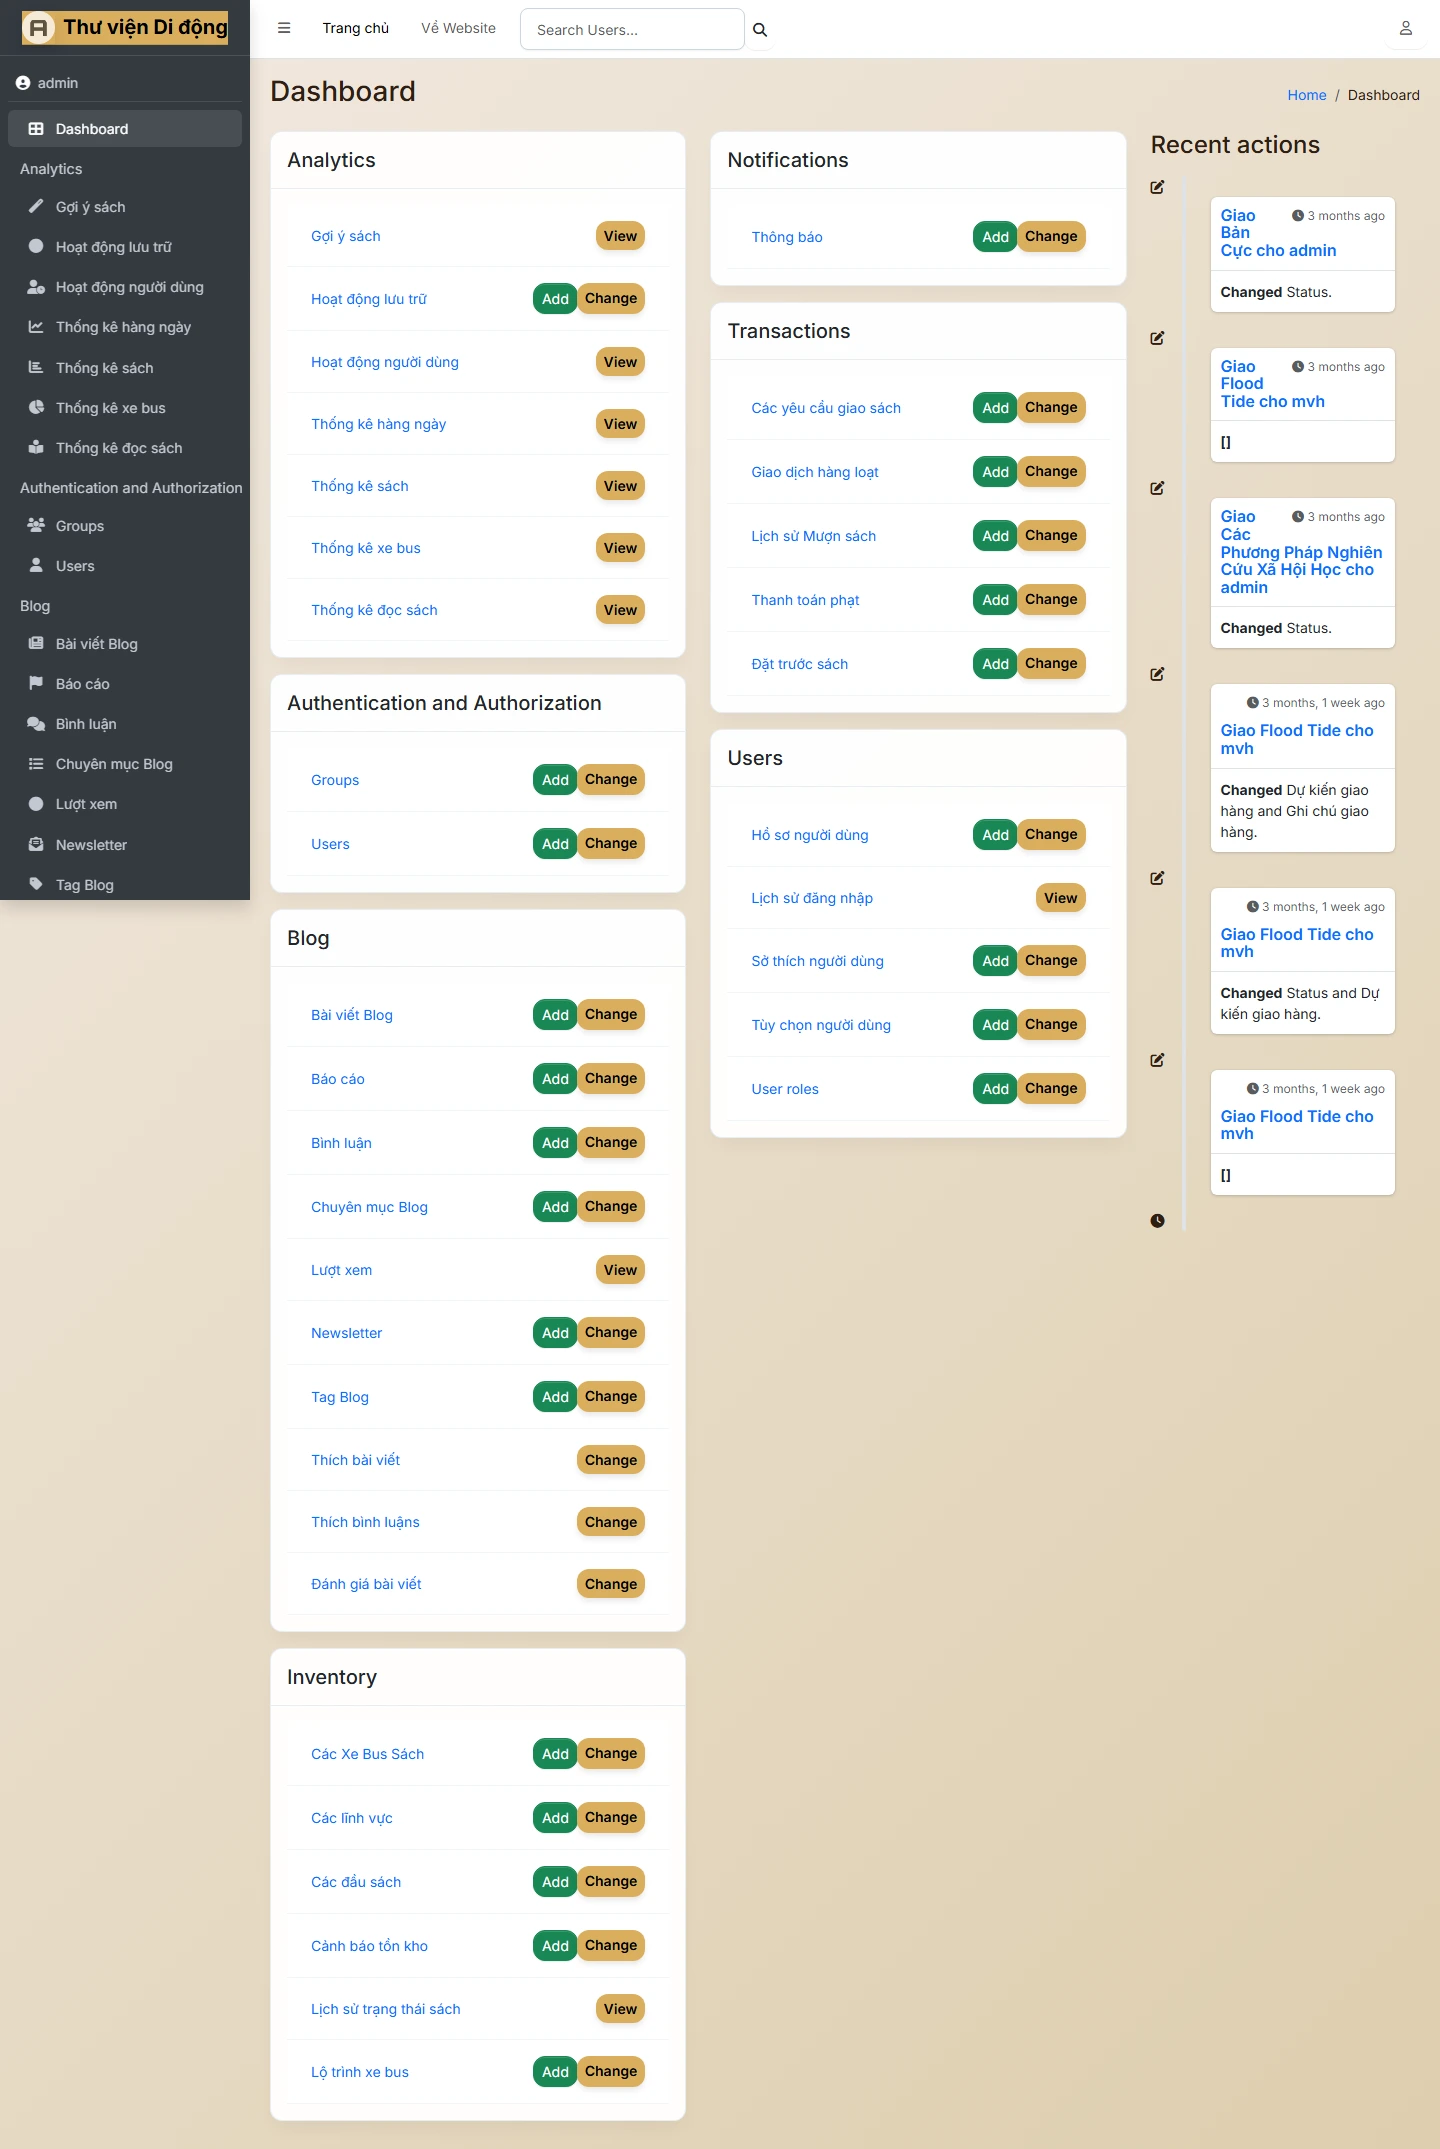 Thư viện Di động
admin
Dashboard
Analytics
Gợi ý sách
Hoạt động lưu trữ
Hoạt động người dùng
Thống kê hàng ngày
Thống kê sách
Thống kê xe bus
Thống kê đọc sách
Authentication and Authorization
Groups
Users
Blog
Bài viết Blog
Báo cáo
Bình luận
Chuyên mục Blog
Lượt xem
Newsletter
Tag Blog
Trang chủ
Về Website
Search Users...
Dashboard
Home / Dashboard
Analytics
Gợi ý sách View
Hoạt động lưu trữ Add Change
Hoạt động người dùng View
Thống kê hàng ngày View
Thống kê sách View
Thống kê xe bus View
Thống kê đọc sách View
Authentication and Authorization
Groups Add Change
Users Add Change
Blog
Bài viết Blog Add Change
Báo cáo Add Change
Bình luận Add Change
Chuyên mục Blog Add Change
Lượt xem View
Newsletter Add Change
Tag Blog Add Change
Thích bài viết Change
Thích bình luậns Change
Đánh giá bài viết Change
Inventory
Các Xe Bus Sách Add Change
Các lĩnh vực Add Change
Các đầu sách Add Change
Cảnh báo tồn kho Add Change
Lịch sử trạng thái sách View
Lộ trình xe bus Add Change
Notifications
Thông báo Add Change
Transactions
Các yêu cầu giao sách Add Change
Giao dịch hàng loạt Add Change
Lịch sử Mượn sách Add Change
Thanh toán phạt Add Change
Đặt trước sách Add Change
Users
Hồ sơ người dùng Add Change
Lịch sử đăng nhập View
Sở thích người dùng Add Change
Tùy chọn người dùng Add Change
User roles Add Change
Recent actions
Giao 3 months ago
Bản
Cực cho admin
Changed Status.
Giao 3 months ago
Flood
Tide cho mvh
[]
Giao 3 months ago
Các
Phương Pháp Nghiên
Cứu Xã Hội Học cho
admin
Changed Status.
3 months, 1 week ago
Giao Flood Tide cho
mvh
Changed Dự kiến giao
hàng and Ghi chú giao
hàng.
3 months, 1 week ago
Giao Flood Tide cho
mvh
Changed Status and Dự
kiến giao hàng.
3 months, 1 week ago
Giao Flood Tide cho
mvh
[]